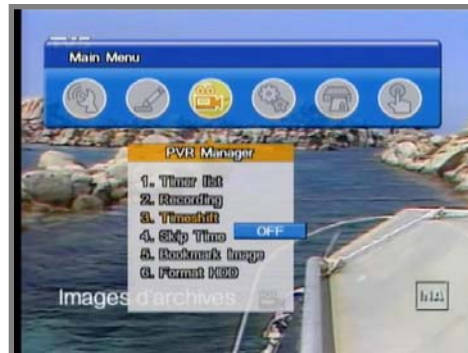 Main Menu
PVR Manager
1. Timer list
2. Recording
3. Timeshift
4. Skip Time
OFF
5. Bookmark Image
6. Format HDD
Images d'archives